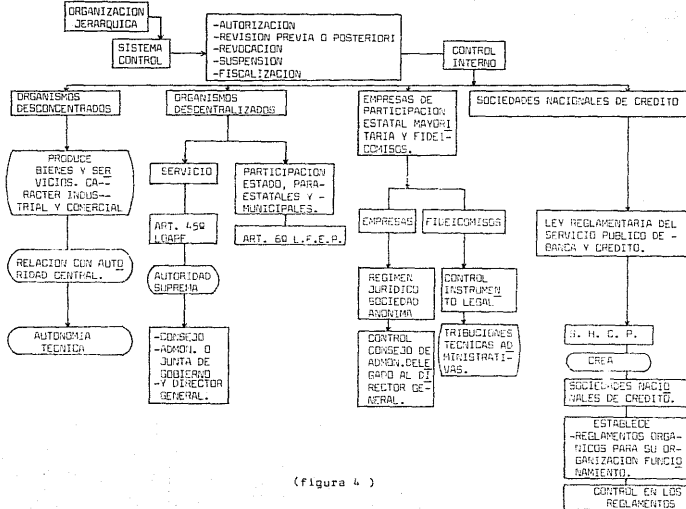 ORGANIZACION
JERARQUICA
SISTEMA
CONTROL
-AUTORIZACION
-REVISION PREVIA O POSTERIORI
-REVOCACION
-SUSPENSION
-FISCALIZACION
CONTROL
INTERNO
ORGANISMOS
DESCONCENTRADOS
PRODUCE
BIENES Y SER
VICIOS. CA--
RACTER INDUS--
TRIAL Y COMERCIAL
RELACION CON AUTO
RIDAD CENTRAL.
AUTONOMIA
TECNICA
ORGANISMOS
DESCENTRALIZADOS
SERVICIO
ART. 45º
LOAPF.
AUTORIDAD
SUPREMA
-CONSEJO
-ADMON. O
JUNTA DE
GOBIERNO
-Y DIRECTOR
GENERAL.
PARTICIPACION
ESTADO, PARA-
ESTATALES Y -
MUNICIPALES.
ART. 6º L.F.E.P.
EMPRESAS DE
PARTICIPACION
ESTATAL MAYORI
TARIA Y FIDEI-
COMISOS.
EMPRESAS
REGIMEN
JURIDICO
SOCIEDAD
ANONIMA
CONTROL
CONSEJO DE
ADMON.DELE
GADO AL DI
RECTOR GE-
NERAL.
FIDEICOMISOS
CONTROL
INSTRUMEN
TO LEGAL
TRIBUCIONES
TECNICAS AD
MINISTRATI-
VAS.
SOCIEDADES NACIONALES DE CREDITO
LEY REGLAMENTARIA DEL
SERVICIO PUBLICO DE -
BANCA Y CREDITO.
S. H. C. P.
CREA
SOCIEDADES NACIO
NALES DE CREDITO.
ESTABLECE
-REGLAMENTOS ORGA-
NICOS PARA SU OR-
GANIZACION FUNCIO
NAMIENTO.
CONTROL EN LOS
REGLAMENTOS
(figura 4 )